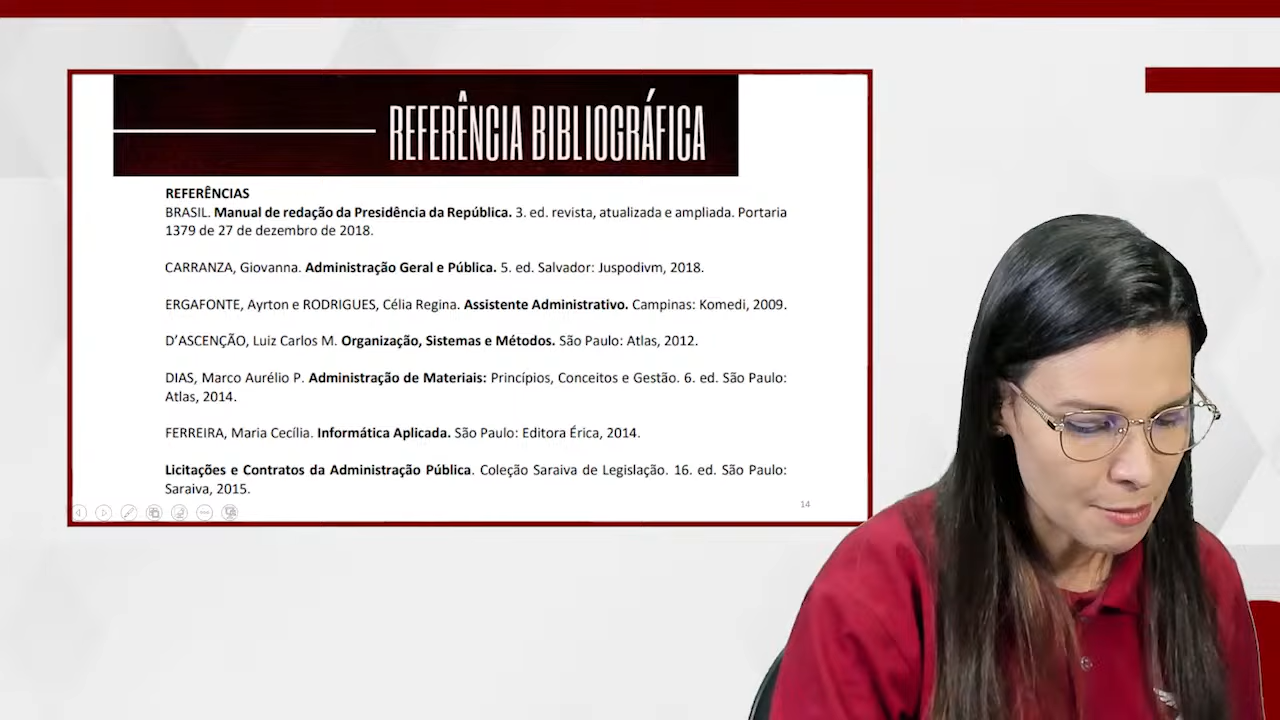 REFERÊNCIA BIBLIOGRÁFICA
REFERÊNCIAS
BRASIL. Manual de redação da Presidência da República. 3. ed. revista, atualizada e ampliada. Portaria
1379 de 27 de dezembro de 2018.
CARRANZA, Giovanna. Administração Geral e Pública. 5. ed. Salvador: Juspodivm, 2018.
ERGAFONTE, Ayrton e RODRIGUES, Célia Regina. Assistente Administrativo. Campinas: Komedi, 2009.
D’ASCENÇÃO, Luiz Carlos M. Organização, Sistemas e Métodos. São Paulo: Atlas, 2012.
DIAS, Marco Aurélio P. Administração de Materiais: Princípios, Conceitos e Gestão. 6. ed. São Paulo:
Atlas, 2014.
FERREIRA, Maria Cecília. Informática Aplicada. São Paulo: Editora Érica, 2014.
Licitações e Contratos da Administração Pública. Coleção Saraiva de Legislação. 16. ed. São Paulo:
Saraiva, 2015.
14